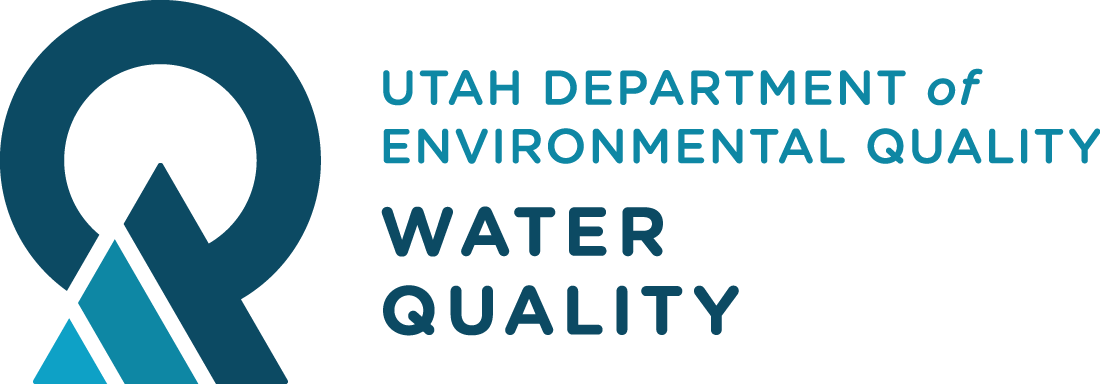 UTAH DEPARTMENT of
ENVIRONMENTAL QUALITY
WATER
QUALITY